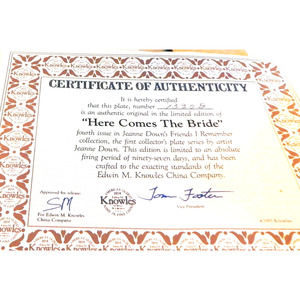 Knowles
CERTIFICATE OF AUTHENTICITY
It is hereby certified
that this plate, number
is an authentic original in the limited edition of
"Here Comes The Bride"
fourth issue in Jeanne Down's Friends I Remember
collection, the first collector's plate series by artist
Jeanne Down. This edition is limited to an absolute
firing period of ninety-seven days, and has been
crafted to the exacting standards of the
Edwin M. Knowles China Company.
Approved for release:
SM
For Edwin M. Knowles
China Company
Knowles
Tom Foster
Vice President